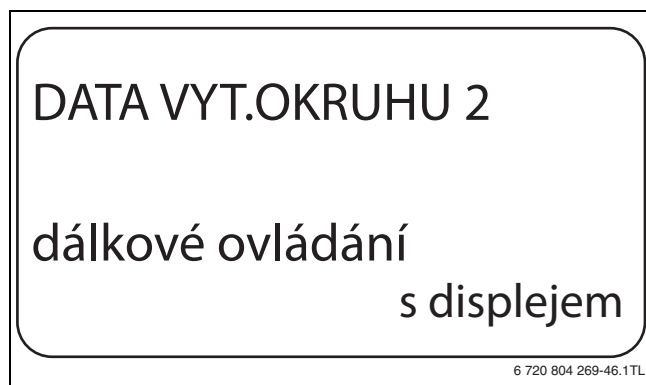 DATA VYT.OKRUHU 2
dálkové ovládání
s displejem
6 720 804 269-46.1TL